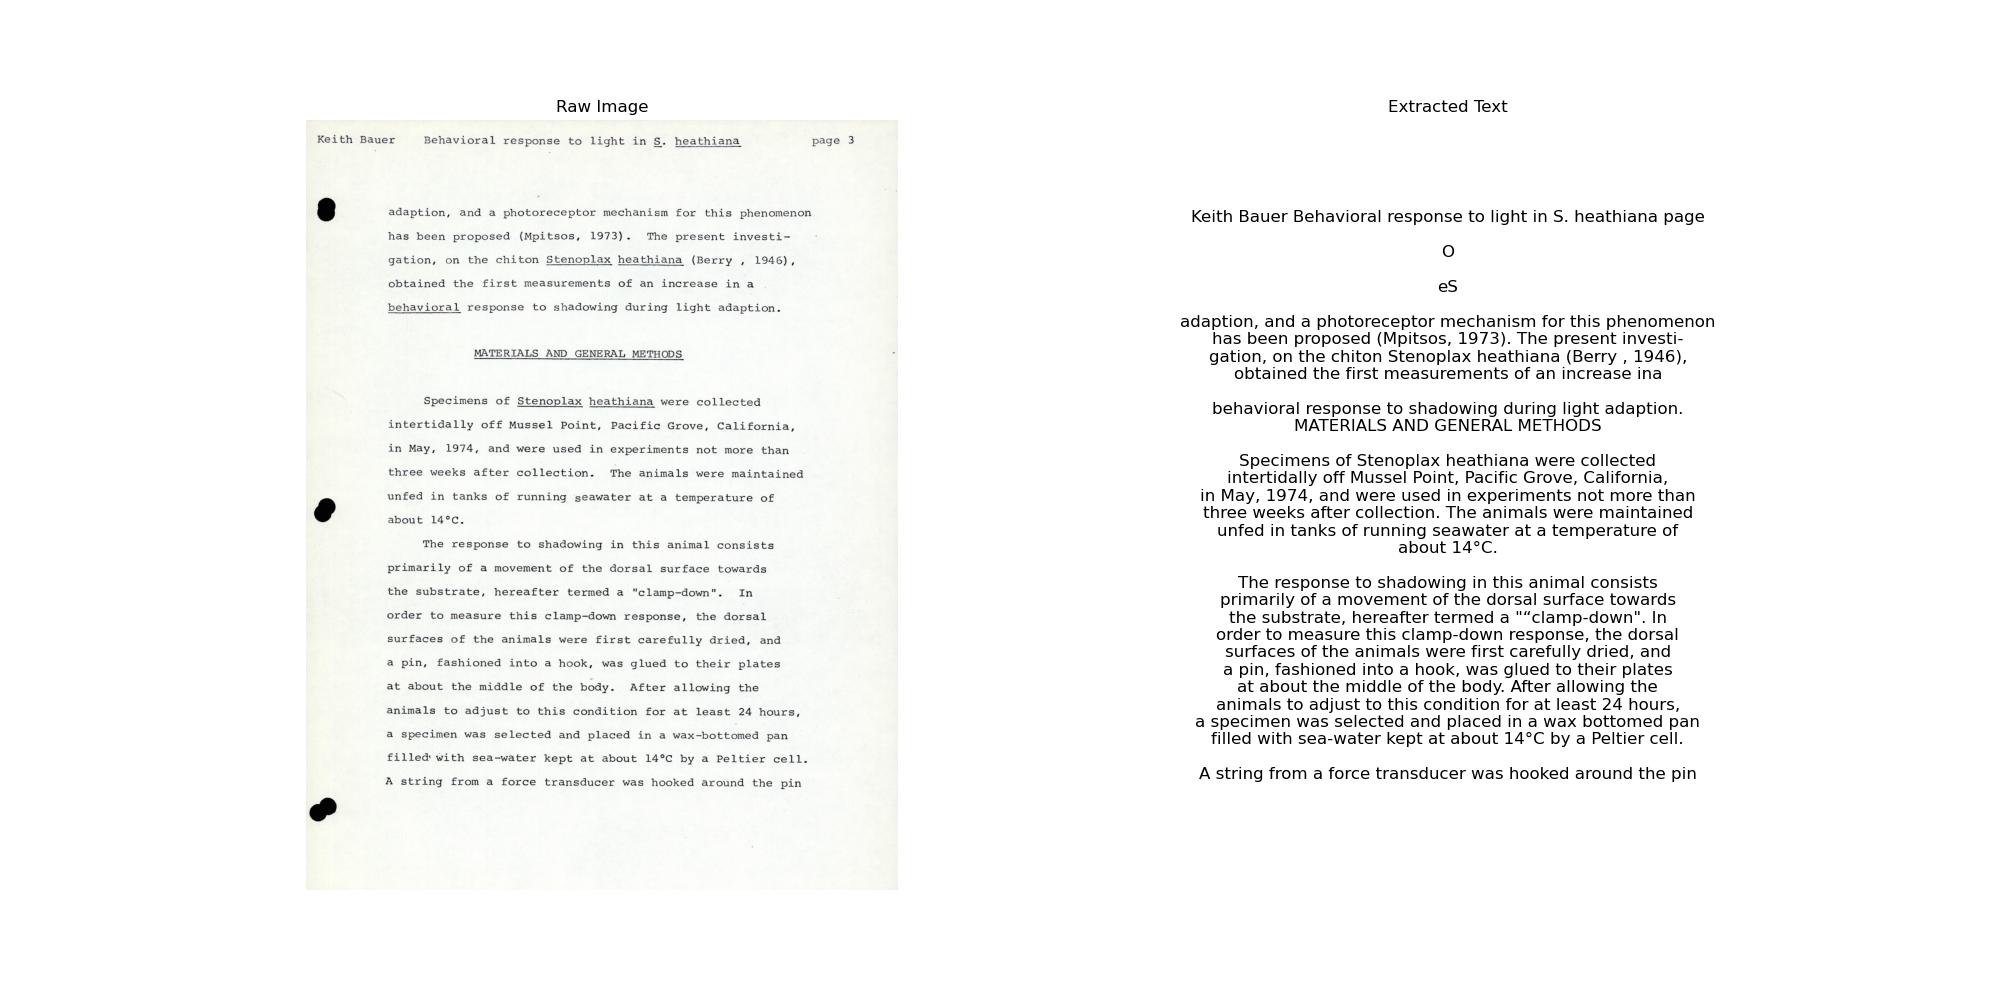 Raw Image
Keith Bauer    Behavioral response to light in S. heathiana    page 3
adaption, and a photoreceptor mechanism for this phenomenon
has been proposed (Mpitsos, 1973).  The present investi-
gation, on the chiton Stenoplax heathiana (Berry , 1946),
obtained the first measurements of an increase in a
behavioral response to shadowing during light adaption.
MATERIALS AND GENERAL METHODS
Specimens of Stenoplax heathiana were collected
intertidally off Mussel Point, Pacific Grove, California,
in May, 1974, and were used in experiments not more than
three weeks after collection.  The animals were maintained
unfed in tanks of running seawater at a temperature of
about 14°C.
The response to shadowing in this animal consists
primarily of a movement of the dorsal surface towards
the substrate, hereafter termed a "clamp-down".  In
order to measure this clamp-down response, the dorsal
surfaces of the animals were first carefully dried, and
a pin, fashioned into a hook, was glued to their plates
at about the middle of the body.  After allowing the
animals to adjust to this condition for at least 24 hours,
a specimen was selected and placed in a wax-bottomed pan
filled with sea-water kept at about 14°C by a Peltier cell.
A string from a force transducer was hooked around the pin
Extracted Text
Keith Bauer Behavioral response to light in S. heathiana page
O
eS
adaption, and a photoreceptor mechanism for this phenomenon
has been proposed (Mpitsos, 1973). The present investi-
gation, on the chiton Stenoplax heathiana (Berry , 1946),
obtained the first measurements of an increase ina
behavioral response to shadowing during light adaption.
MATERIALS AND GENERAL METHODS
Specimens of Stenoplax heathiana were collected
intertidally off Mussel Point, Pacific Grove, California,
in May, 1974, and were used in experiments not more than
three weeks after collection. The animals were maintained
unfed in tanks of running seawater at a temperature of
about 14°C.
The response to shadowing in this animal consists
primarily of a movement of the dorsal surface towards
the substrate, hereafter termed a "“clamp-down". In
order to measure this clamp-down response, the dorsal
surfaces of the animals were first carefully dried, and
a pin, fashioned into a hook, was glued to their plates
at about the middle of the body. After allowing the
animals to adjust to this condition for at least 24 hours,
a specimen was selected and placed in a wax bottomed pan
filled with sea-water kept at about 14°C by a Peltier cell.
A string from a force transducer was hooked around the pin